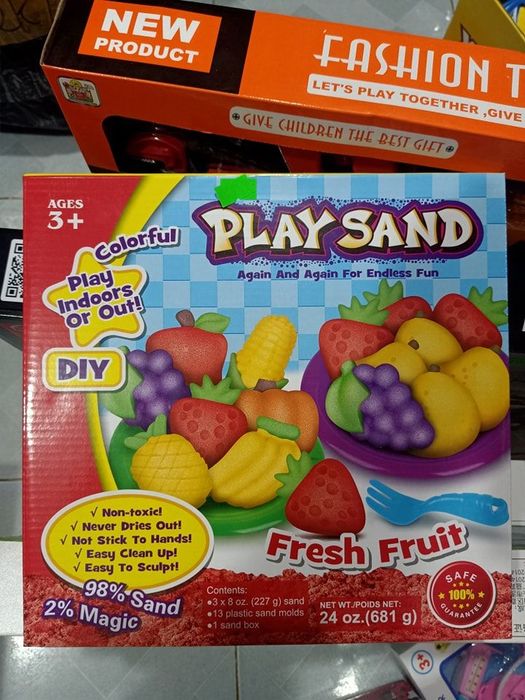 NEW
PRODUCT
FASHION T
LET'S PLAY TOGETHER ,GIVE
GIVE CHILDREN THE BEST GIFT
AGES
3+
Colorful
Play
Indoors
Or Out!
DIY
PLAY SAND
Again And Again For Endless Fun
√ Non-toxic!
√ Never Dries Out!
√ Not Stick To Hands!
√ Easy Clean Up!
√ Easy To Sculpt!
98% Sand
2% Magic
Fresh Fruit
Contents:
•3 x 8 oz. (227 g) sand
•13 plastic sand molds
•1 sand box
NET WT./POIDS NET:
24 oz.(681 g)
SAFE
100%
GUARANTEE
3+